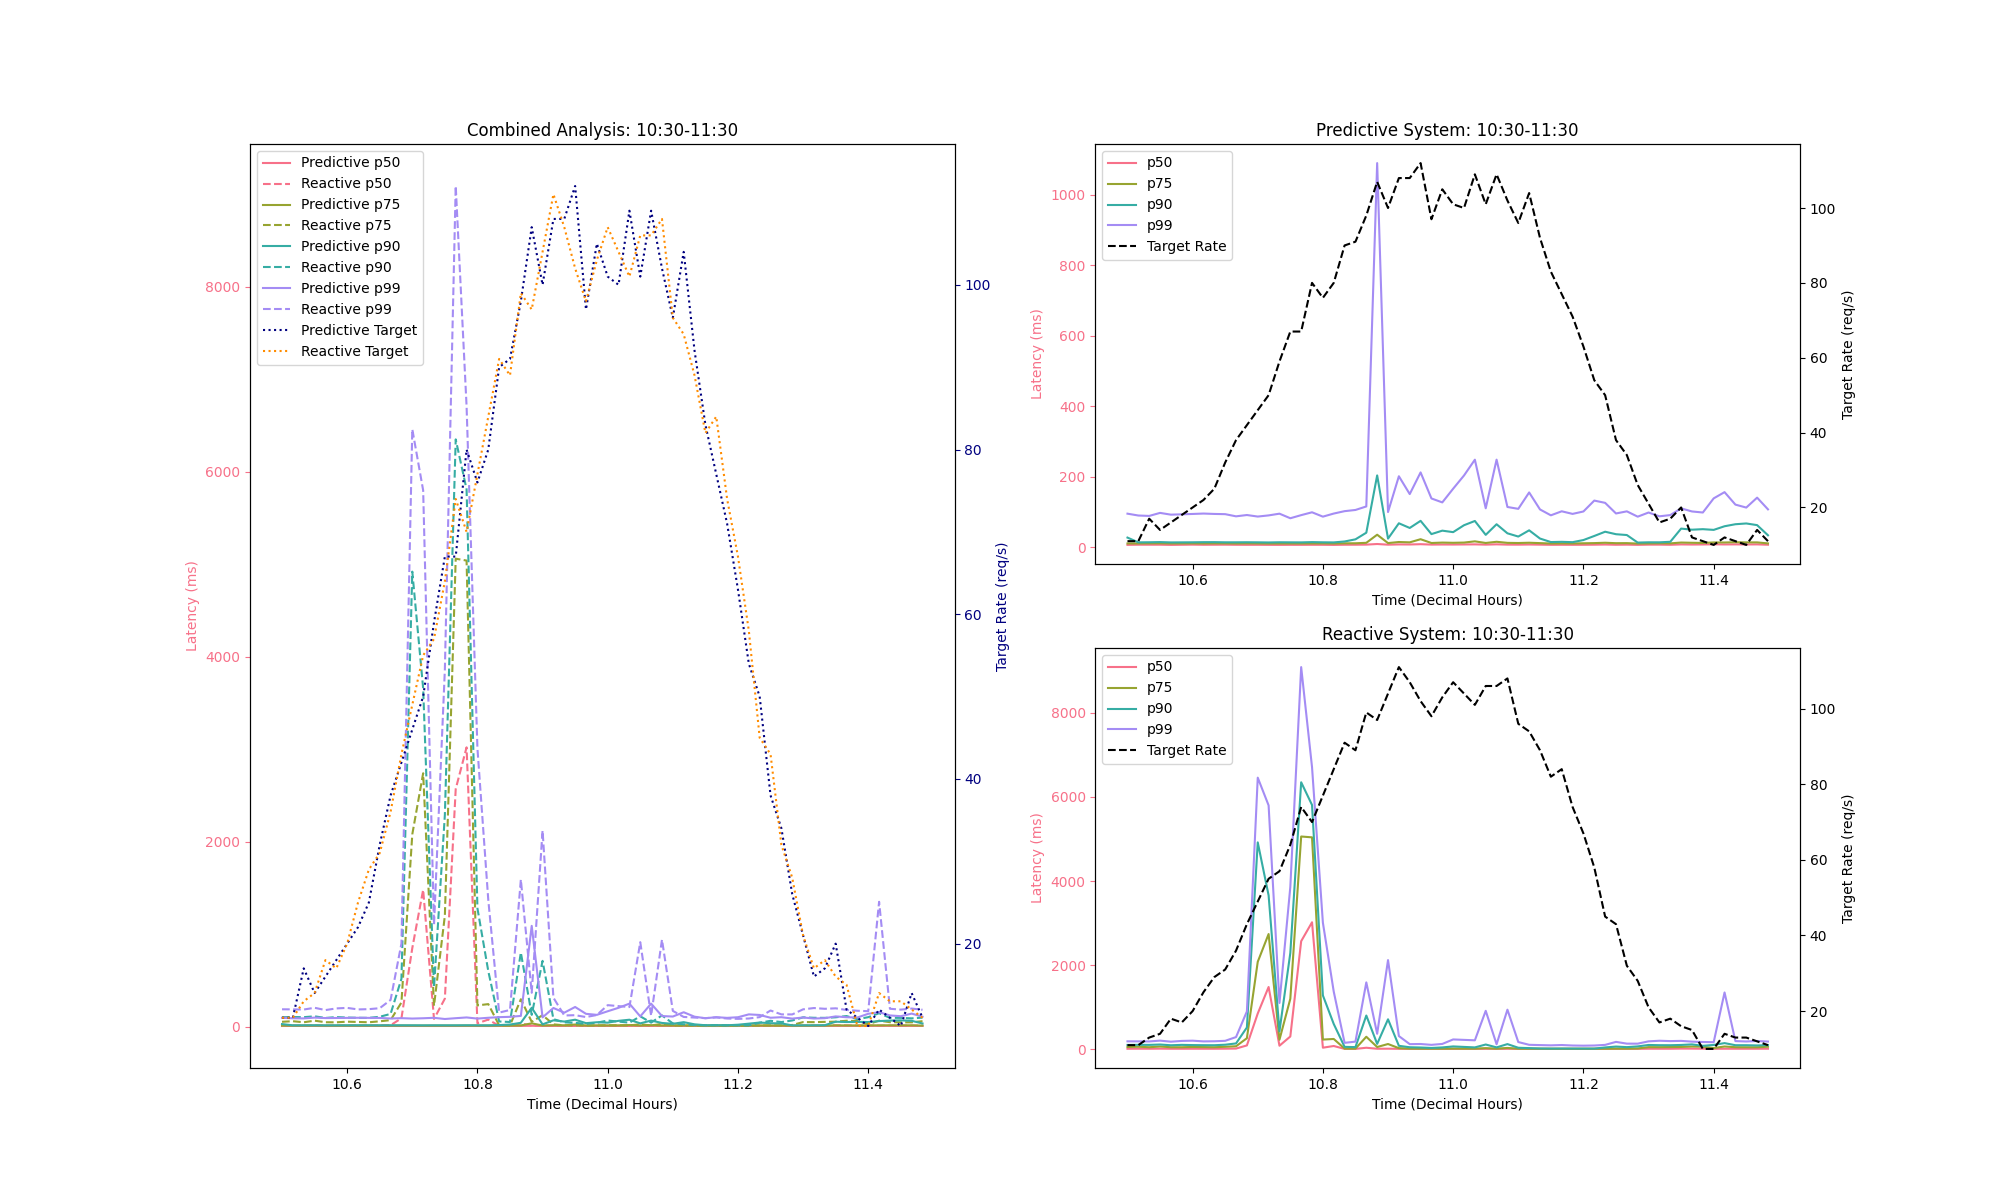 Combined Analysis: 10:30-11:30
Predictive p50
Reactive p50
Predictive p75
Reactive p75
Predictive p90
Reactive p90
Predictive p99
Reactive p99
Predictive Target
Reactive Target
8000
6000
4000
2000
0
Latency (ms)
100
80
60
40
20
Target Rate (req/s)
10.6 10.8 11.0 11.2 11.4
Time (Decimal Hours)
Predictive System: 10:30-11:30
p50
p75
p90
p99
Target Rate
1000
800
600
400
200
0
Latency (ms)
100
80
60
40
20
Target Rate (req/s)
10.6 10.8 11.0 11.2 11.4
Time (Decimal Hours)
Reactive System: 10:30-11:30
p50
p75
p90
p99
Target Rate
8000
6000
4000
2000
0
Latency (ms)
100
80
60
40
20
Target Rate (req/s)
10.6 10.8 11.0 11.2 11.4
Time (Decimal Hours)